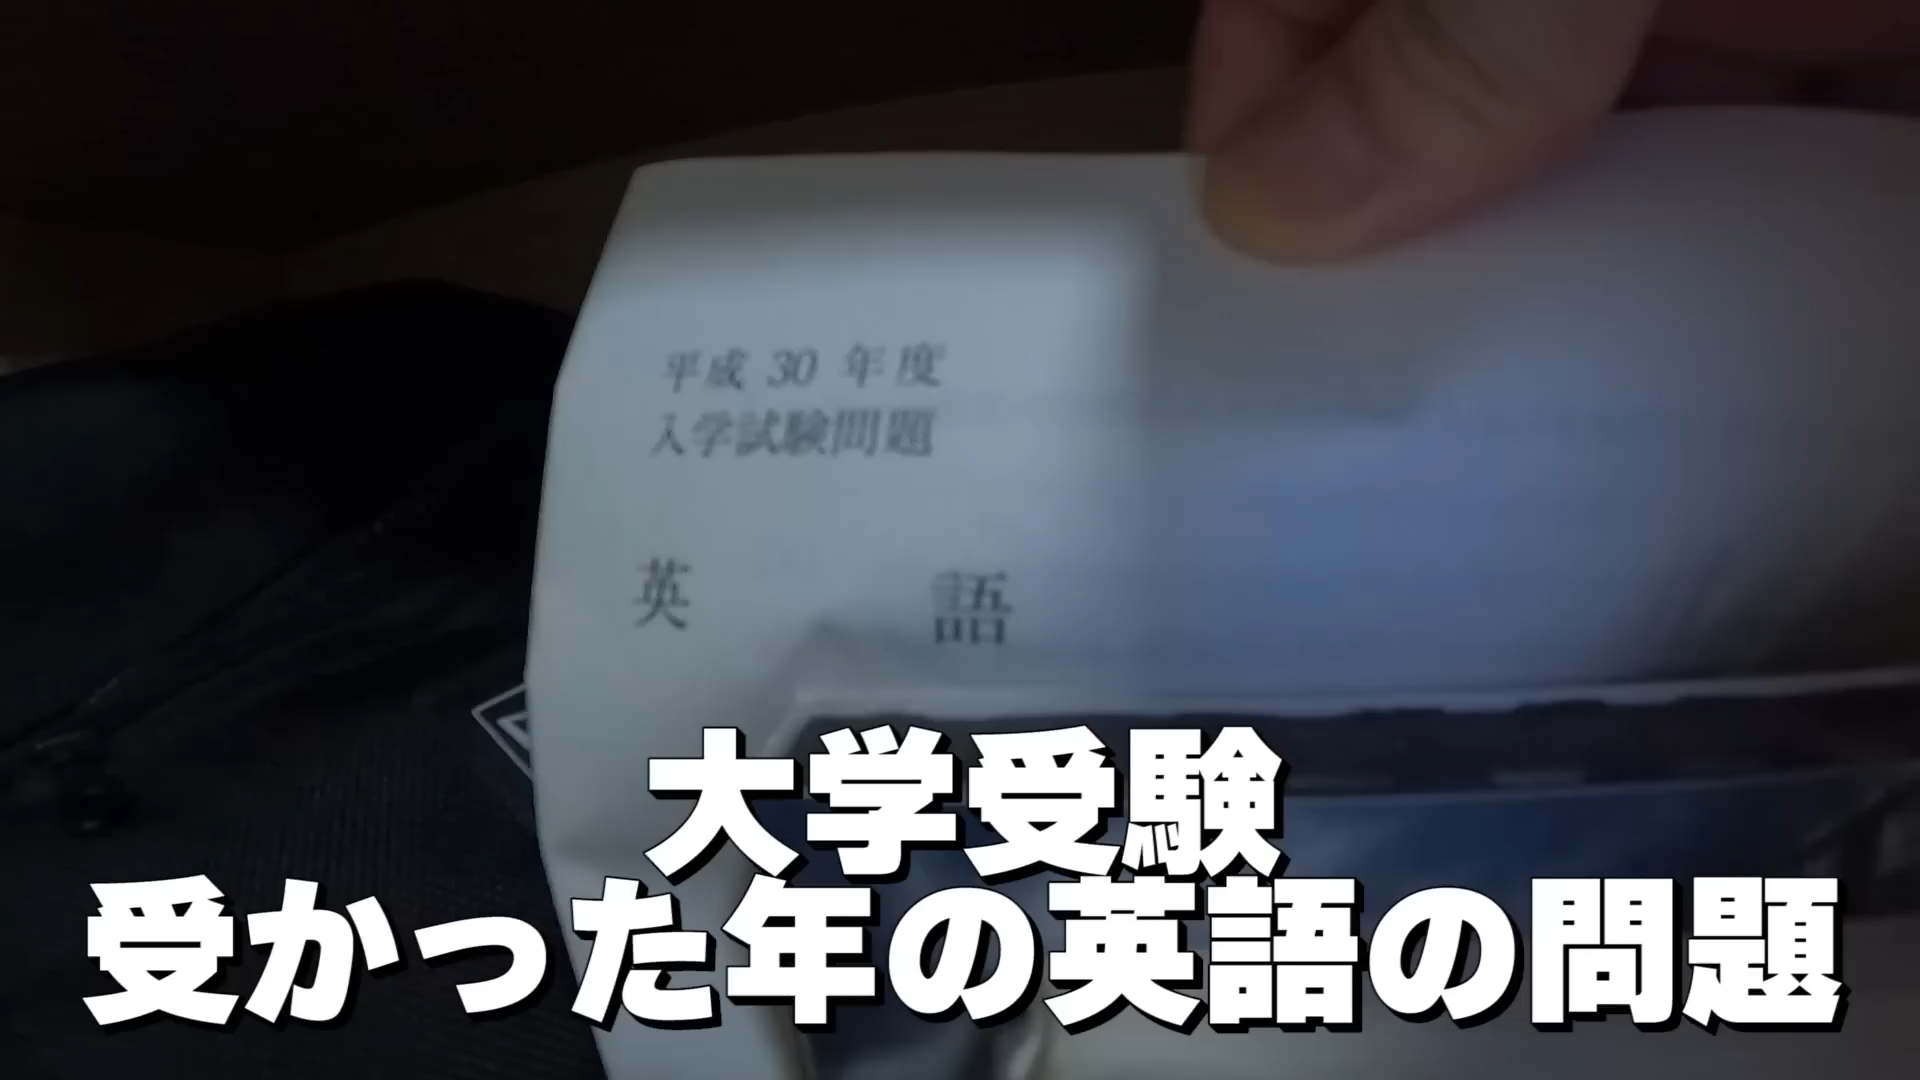 平成 30 年度
入学試験問題
英 語
大学受験
受かった年の英語の問題